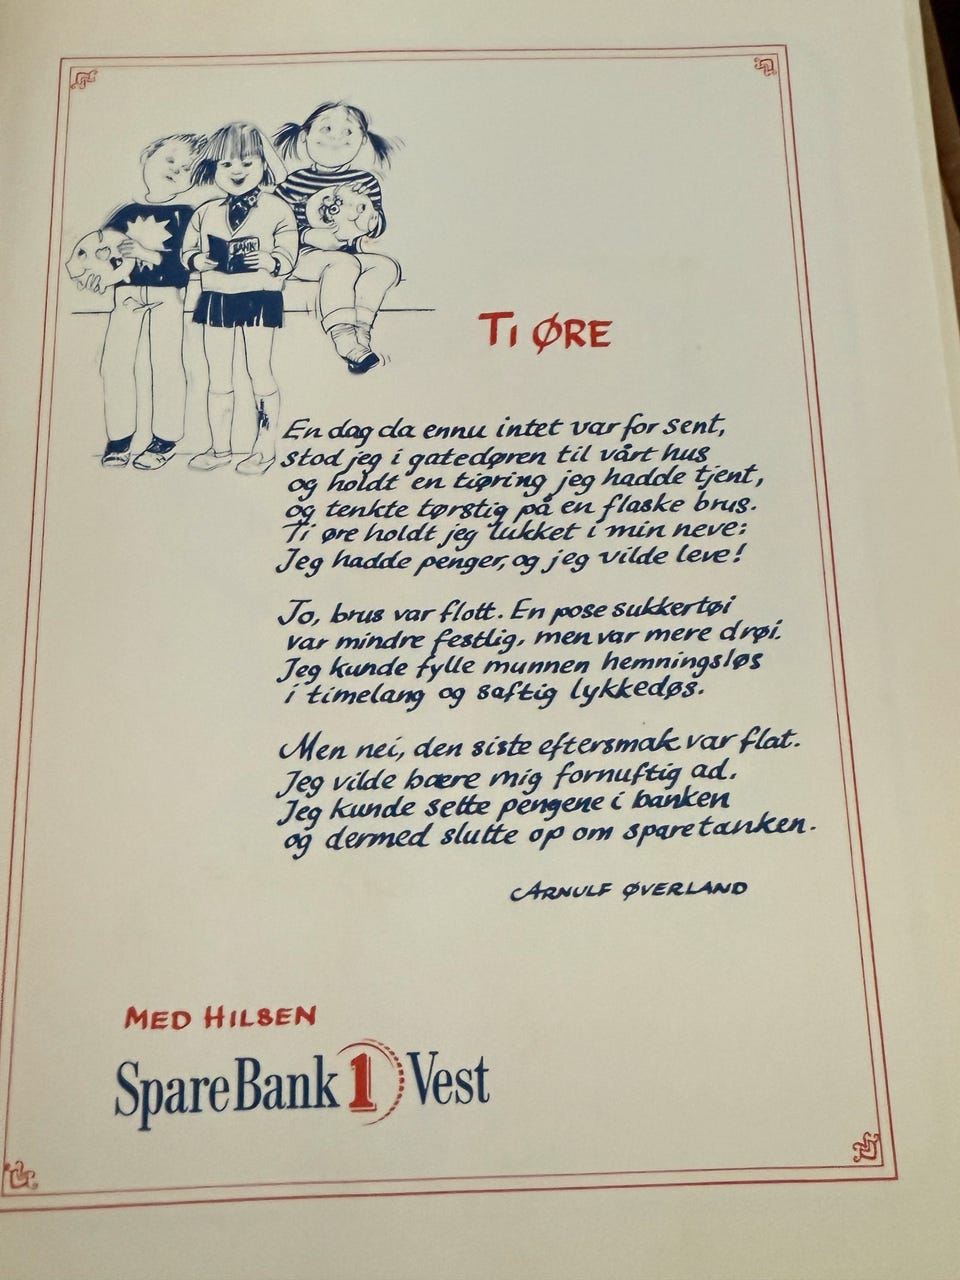 BANK
TI ØRE
En dag da ennu intet var for sent,
stod jeg i gatedøren til vårt hus
og holdt en tiøring jeg hadde tjent,
og tenkte tørstig på en flaske brus.
Ti øre holdt jeg lukket i min neve:
Jeg hadde penger, og jeg vilde leve!
Jo, brus var flott. En pose sukkertøi
var mindre festlig, men var mere drøi.
Jeg kunde fylle munnen hemningsløs
i timelang og saftig lykkedøs.
Men nei, den siste eftersmak var flat.
Jeg vilde bære mig fornuftig ad.
Jeg kunde sette pengene i banken
og dermed slutte op om sparetanken.
ARNULF ØVERLAND
MED HILSEN
SpareBank 1 Vest